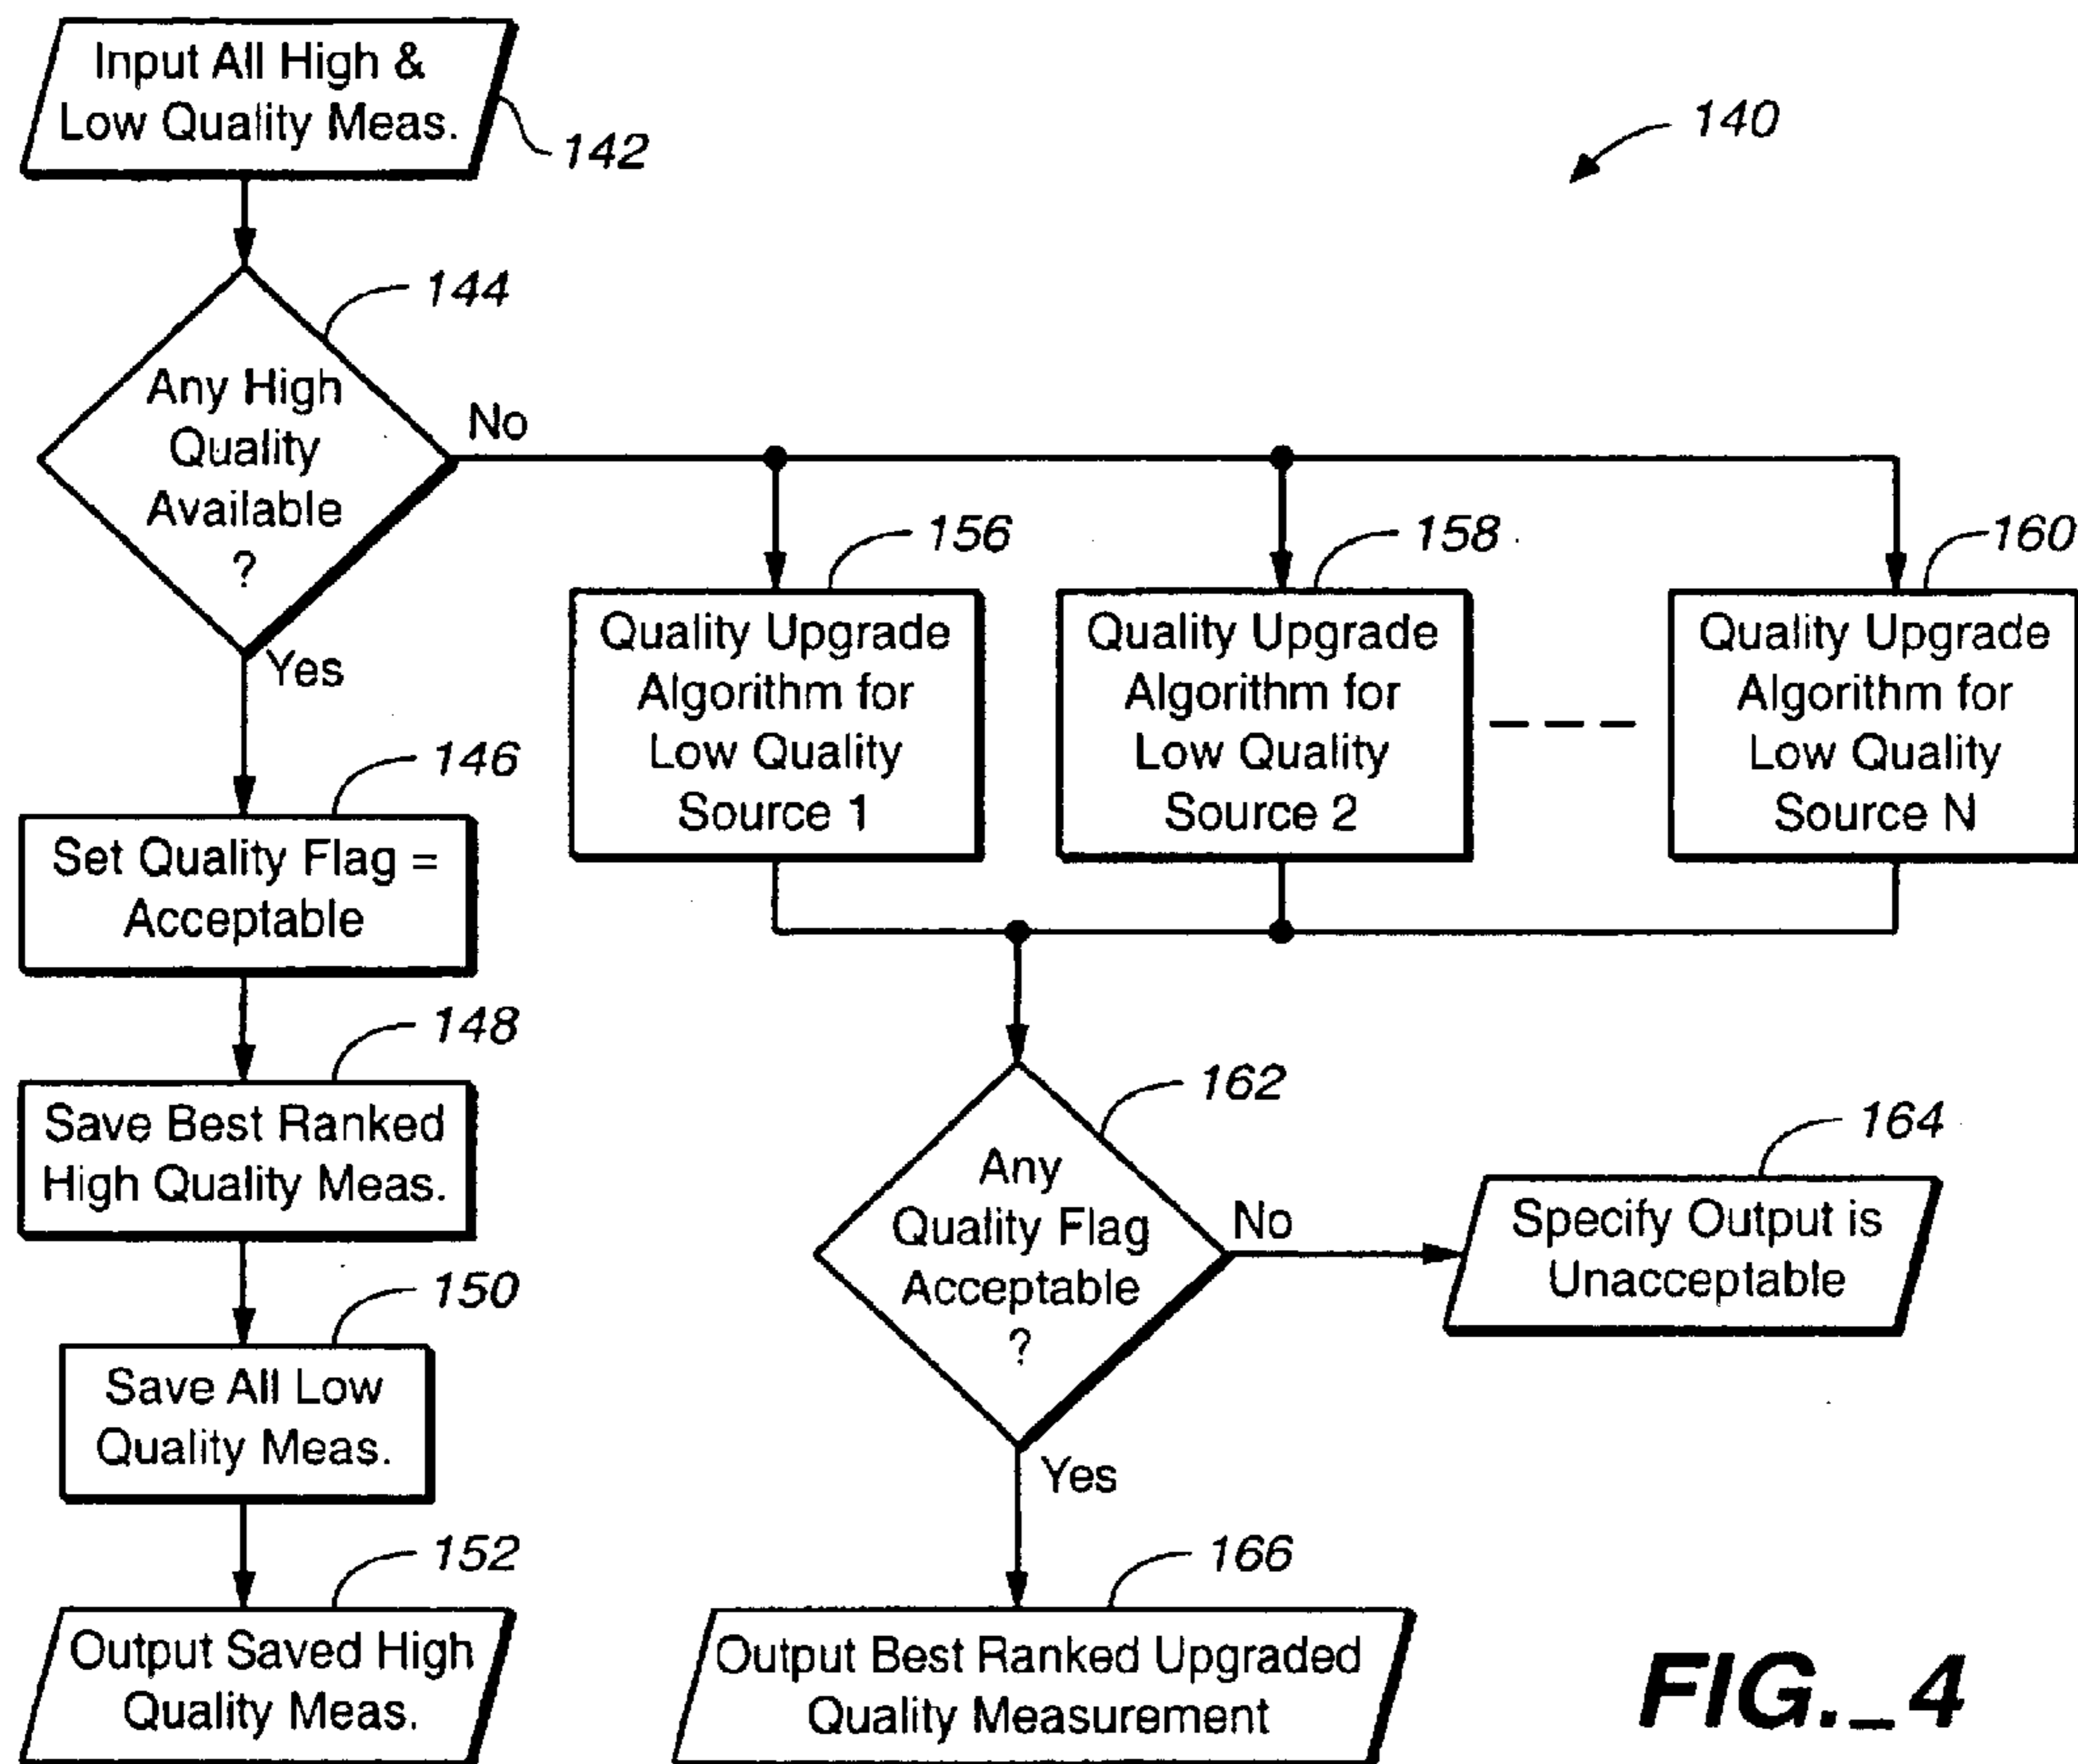 Input All High &
Low Quality Meas.
142
140
144
Any High
Quality
Available
?
No
Yes
156
158
160
Quality Upgrade
Algorithm for
Low Quality
Source 1
Quality Upgrade
Algorithm for
Low Quality
Source 2
Quality Upgrade
Algorithm for
Low Quality
Source N
146
Set Quality Flag =
Acceptable
148
Save Best Ranked
High Quality Meas.
150
Save All Low
Quality Meas.
152
Output Saved High
Quality Meas.
162
Any
Quality Flag
Acceptable
?
No
Yes
164
Specify Output is
Unacceptable
166
Output Best Ranked Upgraded
Quality Measurement
FIG._4